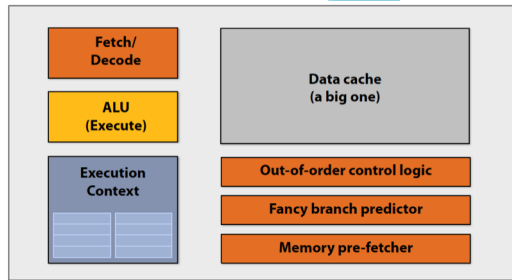 Fetch/
Decode
ALU
(Execute)
Execution
Context
Data cache
(a big one)
Out-of-order control logic
Fancy branch predictor
Memory pre-fetcher